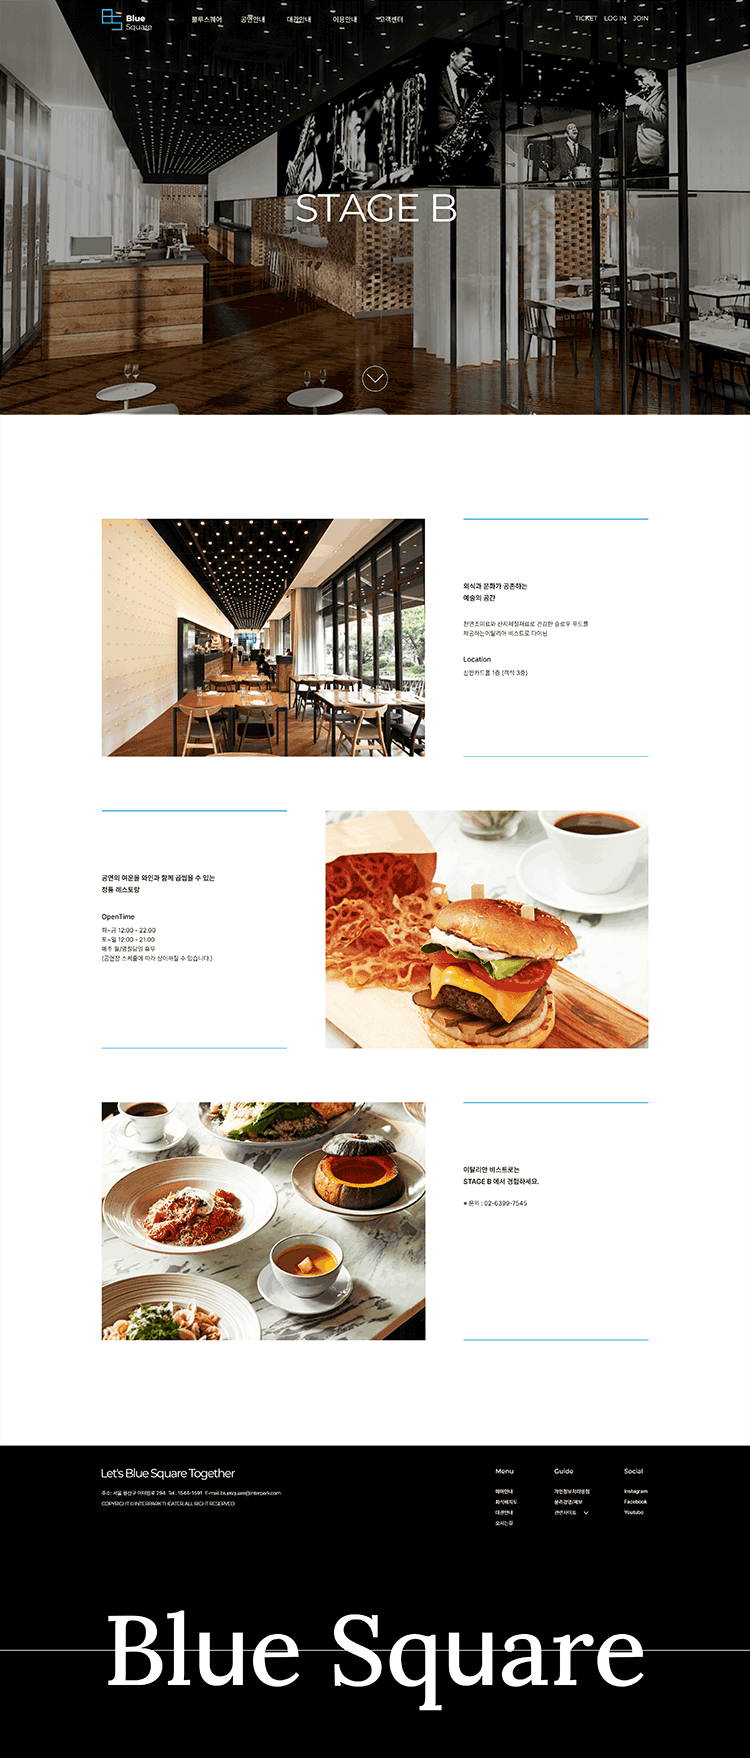 Blue
Square
블루스퀘어 공연안내 대관안내 이용안내 고객센터
TICKET LOG IN JOIN
STAGE B
외식과 문화가 공존하는
예술의 공간
천연조미료와 산지제철재료로 건강한 슬로우 푸드를
제공하는이탈리아 비스트로 다이닝
Location
신한카드홀 1층 (객석 3층)
공연의 여운을 와인과 함께 곱씹을 수 있는
정통 레스토랑
OpenTime
화~금 12:00 - 22:00
토~일 12:00 - 21:00
매주 월/명절당일 휴무
(공연장 스케줄에 따라 상이해질 수 있습니다.)
이탈리안 비스트로는
STAGE B 에서 경험하세요.
* 문의 : 02-6399-7545
Let's Blue Square Together
주소: 서울 용산구 이태원로 294 Tel. 1544-1591 E-mail. bluesquare@interpark.com
COPYRIGHT © INTERPARK THEATER. ALL RIGHT RESERVED
Menu
예매안내
좌석배치도
대관안내
오시는길
Guide
개인정보처리방침
윤리경영/제보
관련사이트
Social
Instagram
Facebook
Youtube
Blue Square